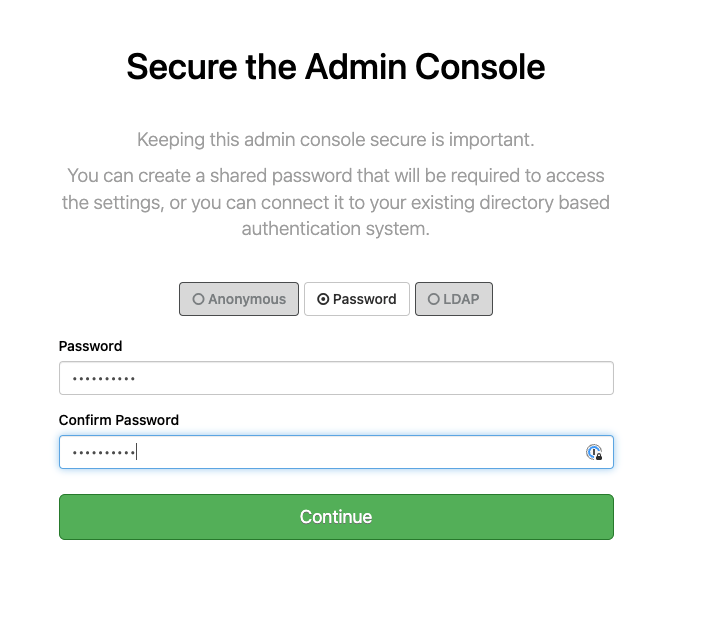 Secure the Admin Console
Keeping this admin console secure is important.
You can create a shared password that will be required to access
the settings, or you can connect it to your existing directory based
authentication system.
Anonymous Password LDAP
Password
••••••••••
Confirm Password
••••••••••
Continue